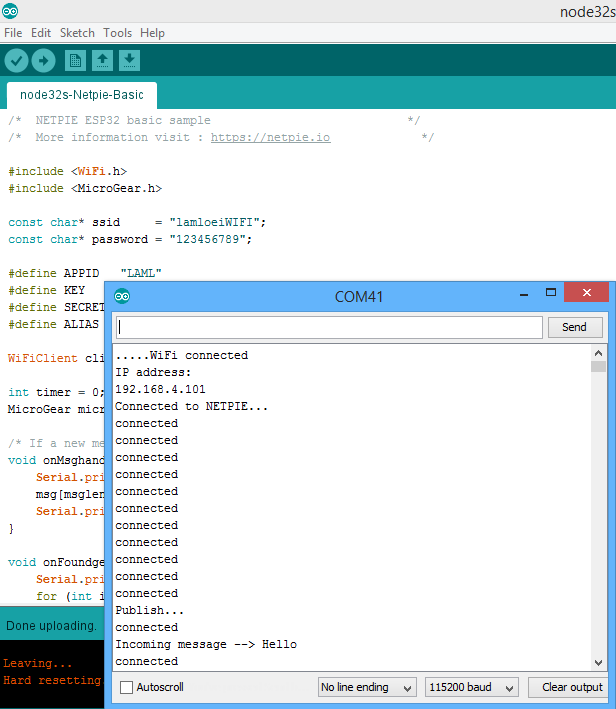 node32s
File Edit Sketch Tools Help
node32s-Netpie-Basic
/* NETPIE ESP32 basic sample */
/* More information visit : https://netpie.io */
#include <WiFi.h>
#include <MicroGear.h>
const char* ssid = "lamloeiWIFI";
const char* password = "123456789";
#define APPID "LAML"
#define KEY
#define SECRET
#define ALIAS
WiFiClient cli
int timer = 0;
MicroGear micr
/* If a new me
void onMsghand
Serial.pri
msg[msglen
Serial.pri
}
void onFoundge
Serial.pri
for (int i
Done uploading.
Leaving...
Hard resetting
COM41
Send
.....WiFi connected
IP address:
192.168.4.101
Connected to NETPIE...
connected
connected
connected
connected
connected
connected
connected
connected
connected
connected
connected
Publish...
connected
Incoming message --> Hello
connected
Autoscroll
No line ending
115200 baud
Clear output